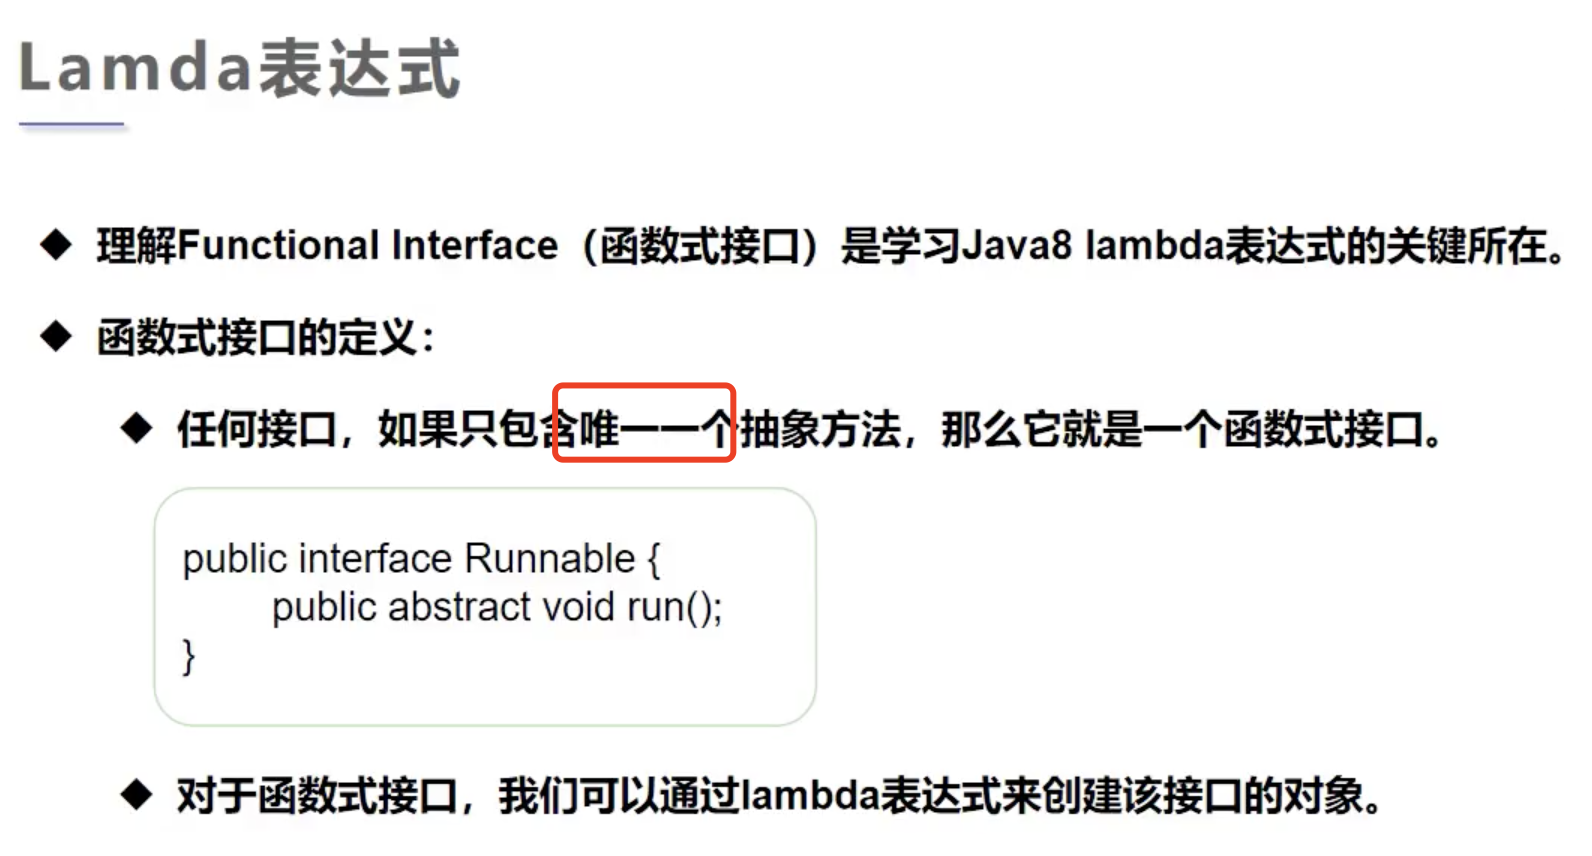 Lamda表达式
理解Functional Interface（函数式接口）是学习Java8 lambda表达式的关键所在。
函数式接口的定义：
任何接口，如果只包含唯一一个抽象方法，那么它就是一个函数式接口。
public interface Runnable {
public abstract void run();
}
对于函数式接口，我们可以通过lambda表达式来创建该接口的对象。